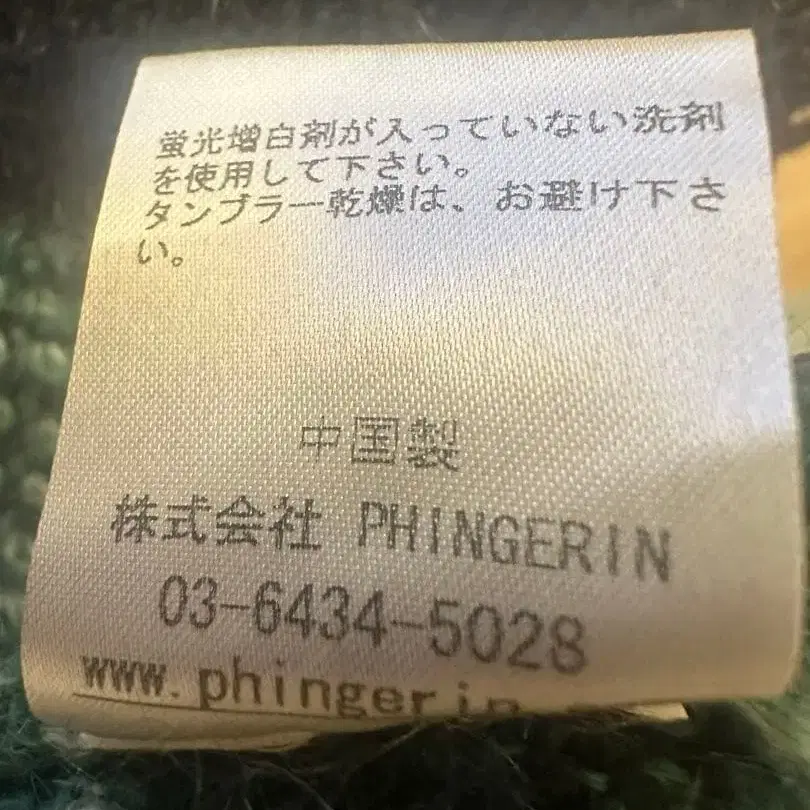 蛍光増白剤が入っていない洗剤
を使用して下さい。
タンブラー乾燥は、お避け下さ
い。
中国製
株式会社 PHINGERIN
03-6434-5028
www.phingerin